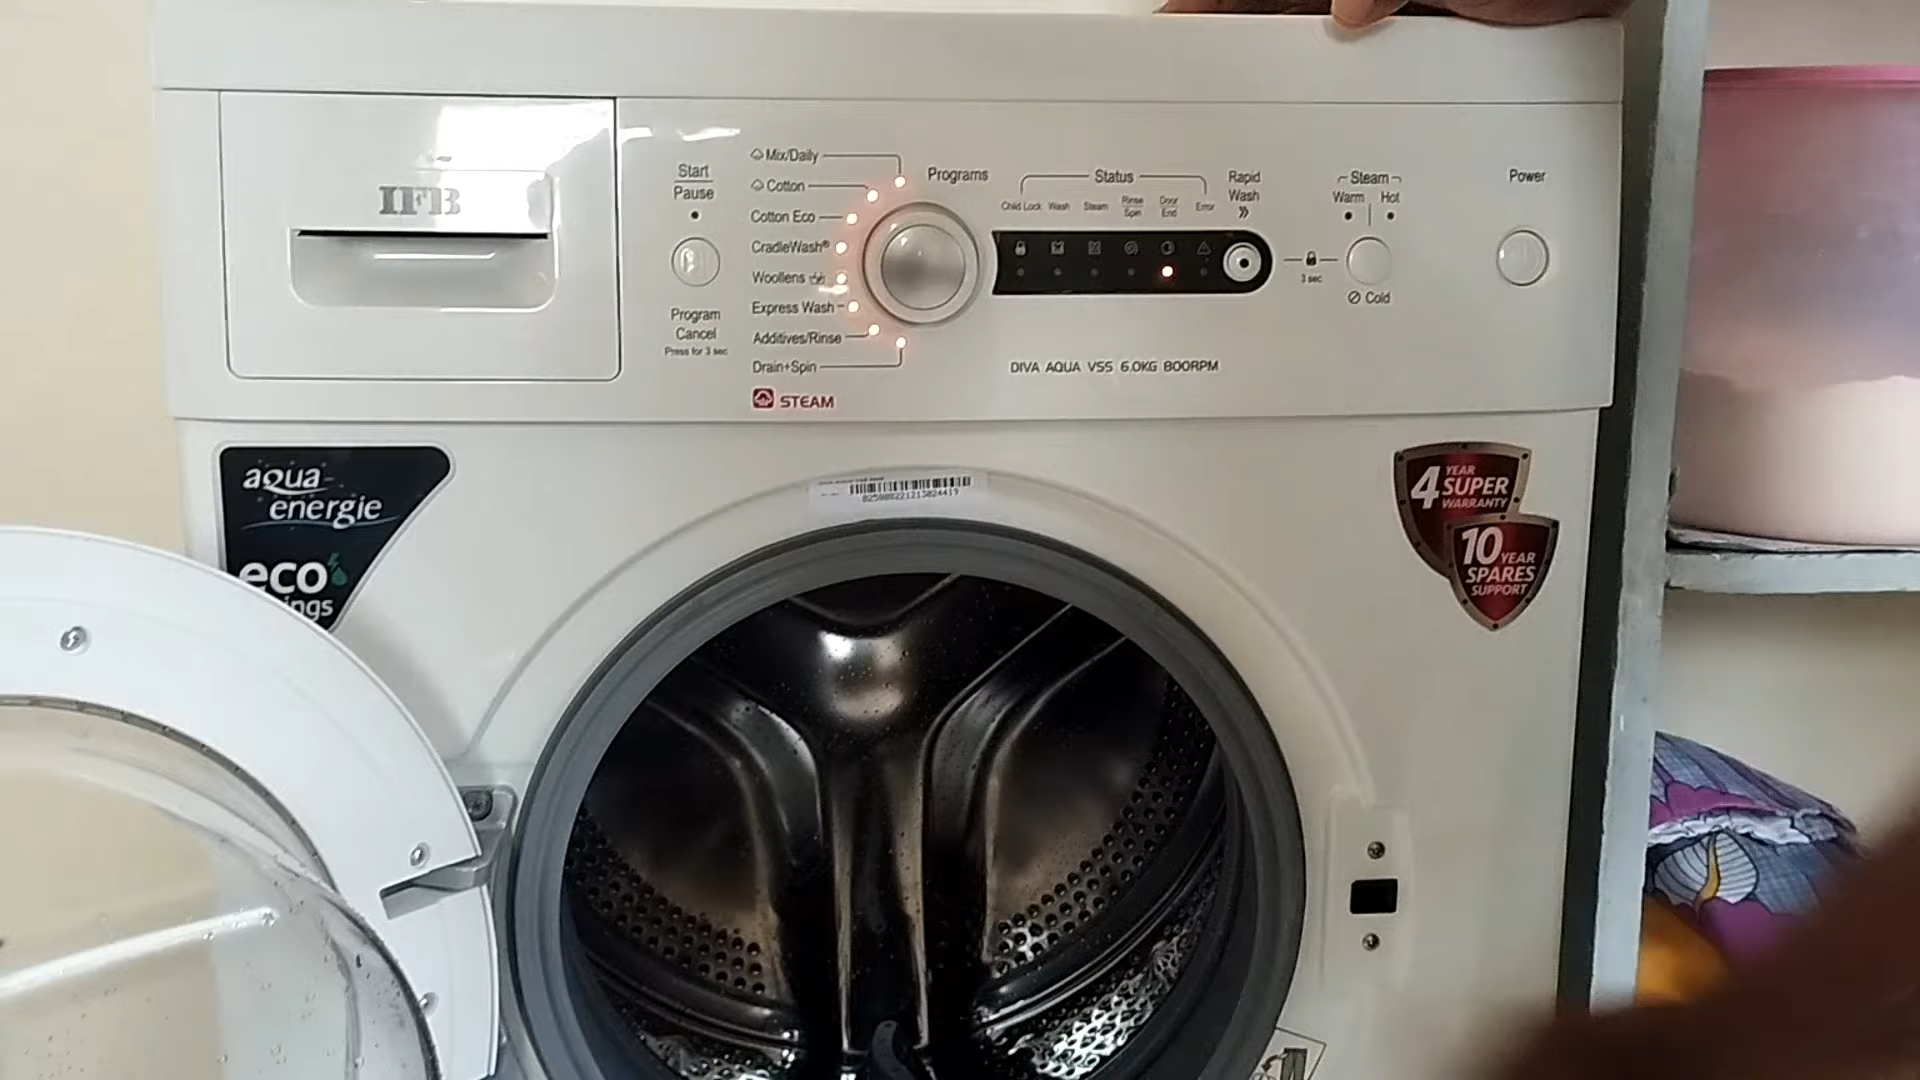 IFB
Start
Pause
Program
Cancel
Press for 3 sec
Mix/Daily
Cotton
Cotton Eco
CradleWash®
Woollens
Express Wash
Additives/Rinse
Drain+Spin
STEAM
Programs
Status
Child Lock Wash Steam Rinse Spin Door End Error
Rapid
Wash
»
3 sec
Steam
Warm Hot
Cold
Power
DIVA AQUA VSS 6.0KG 800RPM
aqua
energie
eco
ings
4 YEAR
SUPER
WARRANTY
10 YEAR
SPARES
SUPPORT